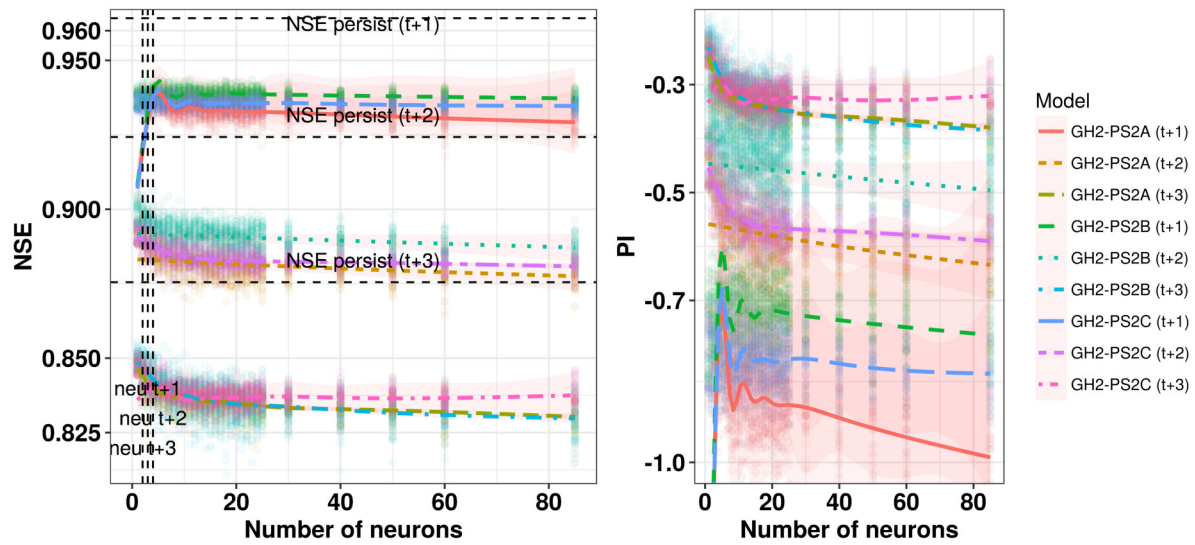 NSE persist (t+1)
NSE persist (t+2)
NSE persist (t+3)
neu t+1
neu t+2
neu t+3
0.960
0.950
0.900
0.850
0.825
NSE
0 20 40 60 80
Number of neurons
-0.3
-0.5
-0.7
-1.0
PI
0 20 40 60 80
Number of neurons
Model
GH2-PS2A (t+1)
GH2-PS2A (t+2)
GH2-PS2A (t+3)
GH2-PS2B (t+1)
GH2-PS2B (t+2)
GH2-PS2B (t+3)
GH2-PS2C (t+1)
GH2-PS2C (t+2)
GH2-PS2C (t+3)